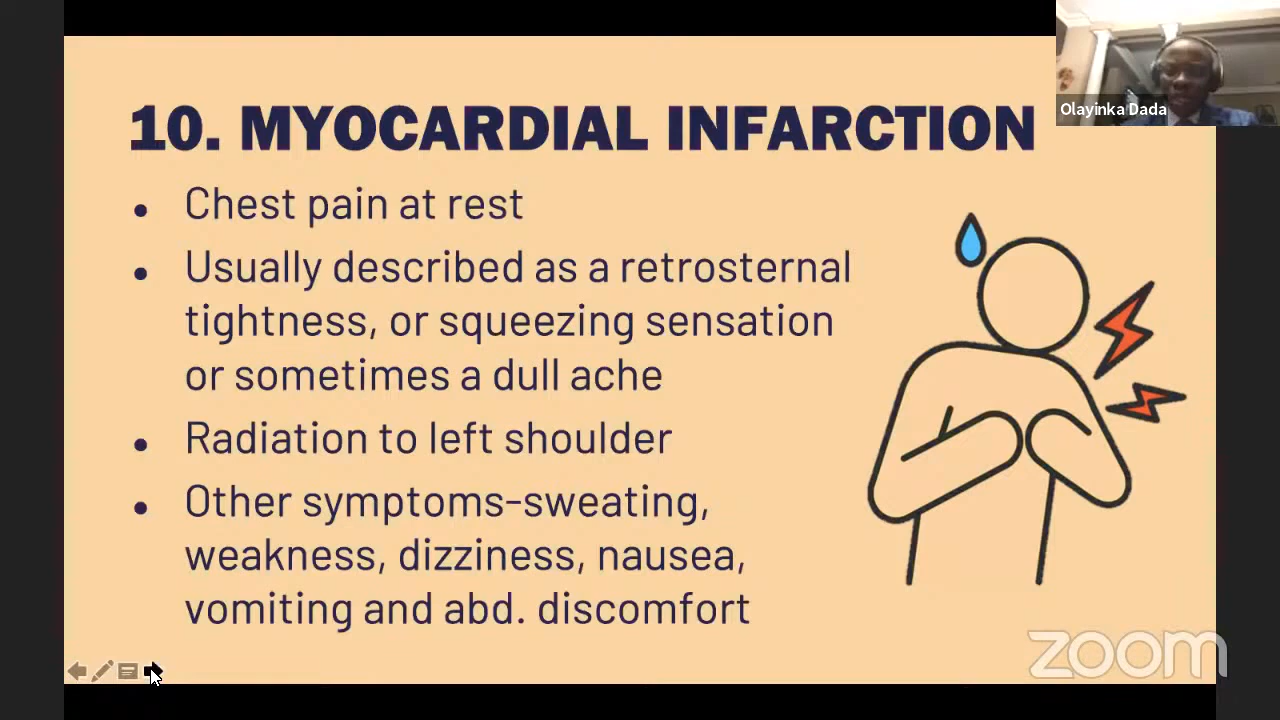 10. MYOCARDIAL INFARCTION
Olayinka Dada
• Chest pain at rest
• Usually described as a retrosternal
tightness, or squeezing sensation
or sometimes a dull ache
• Radiation to left shoulder
• Other symptoms-sweating,
weakness, dizziness, nausea,
vomiting and abd. discomfort
zoom